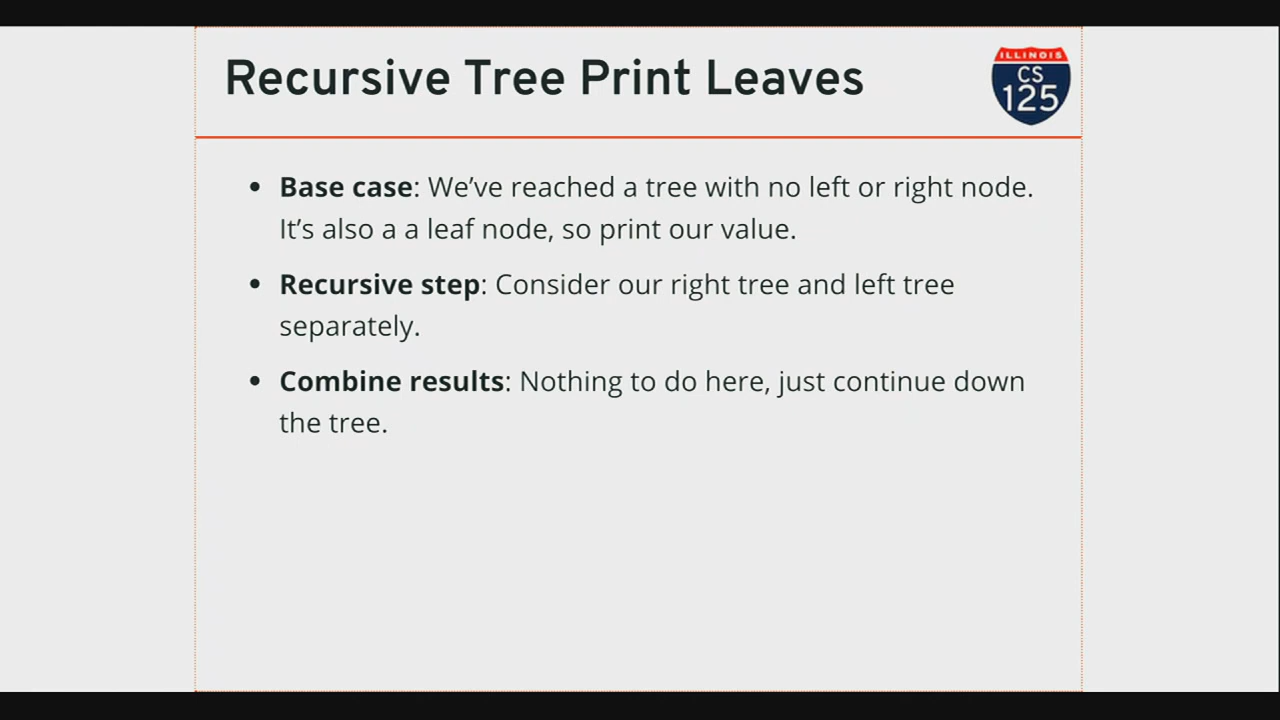 Recursive Tree Print Leaves
ILLINOIS
CS
125
• Base case: We've reached a tree with no left or right node.
It's also a a leaf node, so print our value.
• Recursive step: Consider our right tree and left tree
separately.
• Combine results: Nothing to do here, just continue down
the tree.